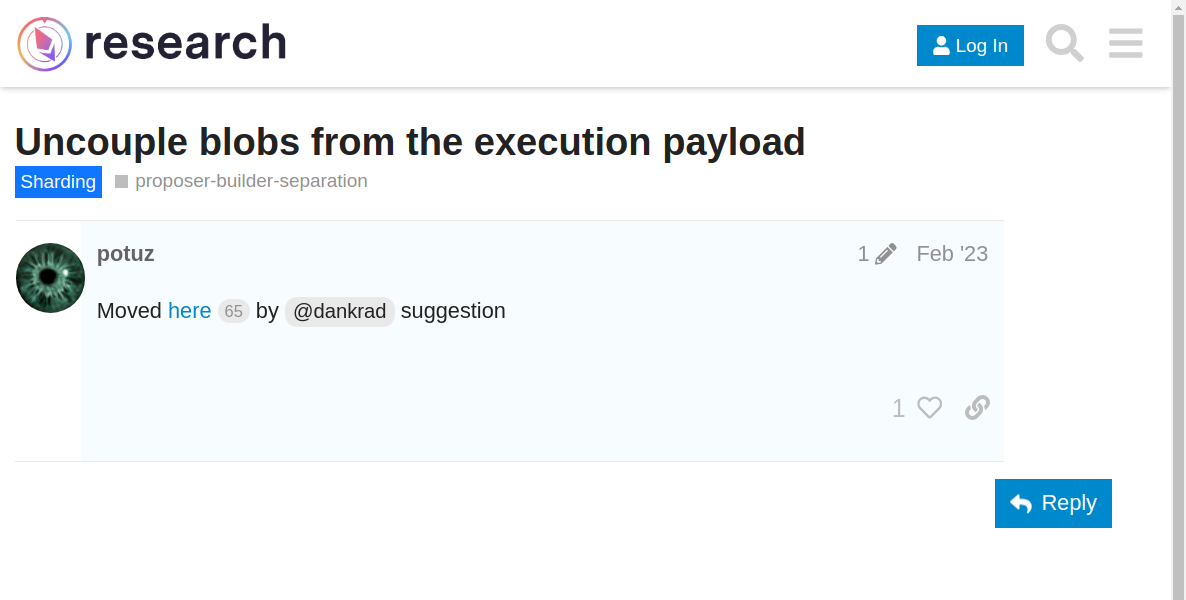 research
Log In
Uncouple blobs from the execution payload
Sharding proposer-builder-separation
potuz 1 Feb '23
Moved here 65 by @dankrad suggestion
1
Reply